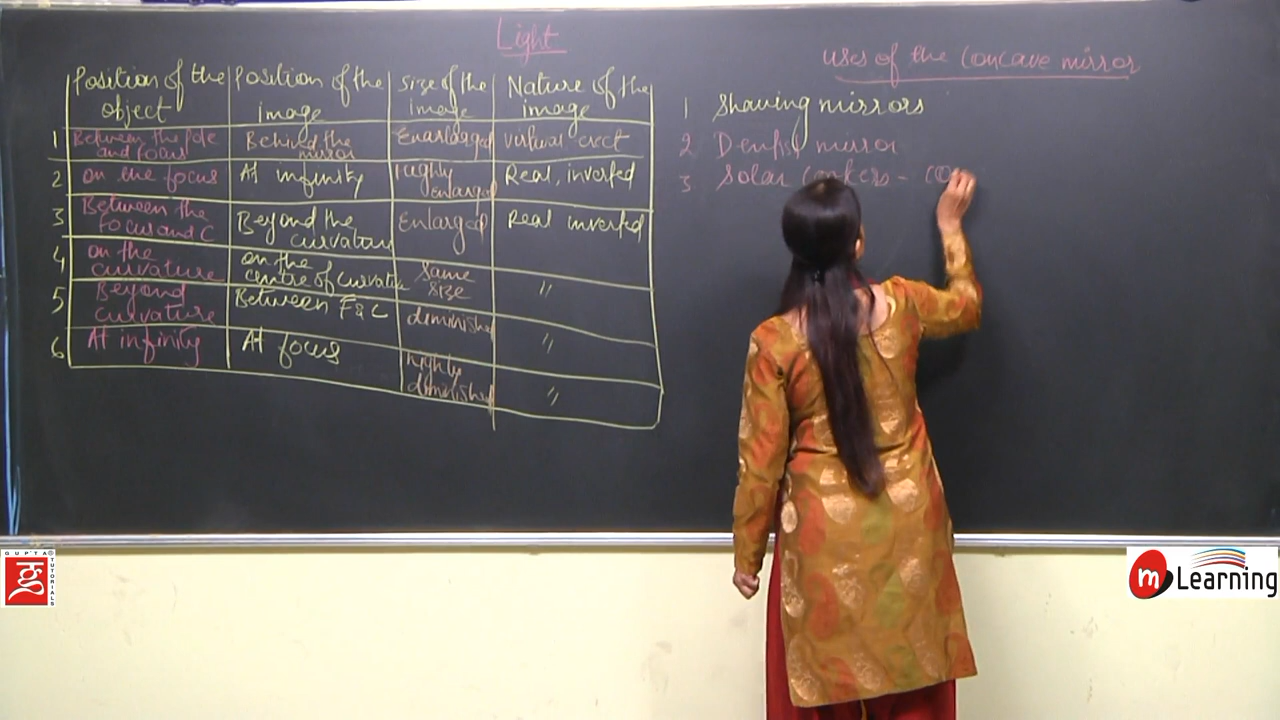 Light
Position of the object
Position of the image
Size of the image
Nature of the image
1
Between the Pole and focus
Behind the mirror
Enarlarged
virtual erect
2
on the focus
At infinity
highly enlarged
Real, inverted
3
Between the Focus and C
Beyond the curvature
Enlarged
Real inverted
4
on the curvature
on the centre of curvature
Same size
"
5
Beyond curvature
Between F & C
diminished
"
6
At infinity
At focus
highly diminished
"
uses of the concave mirror
1 Shaving mirrors
2 Dentist mirror
3 Solar cookers -
GUPTA TUTORIALS
m Learning